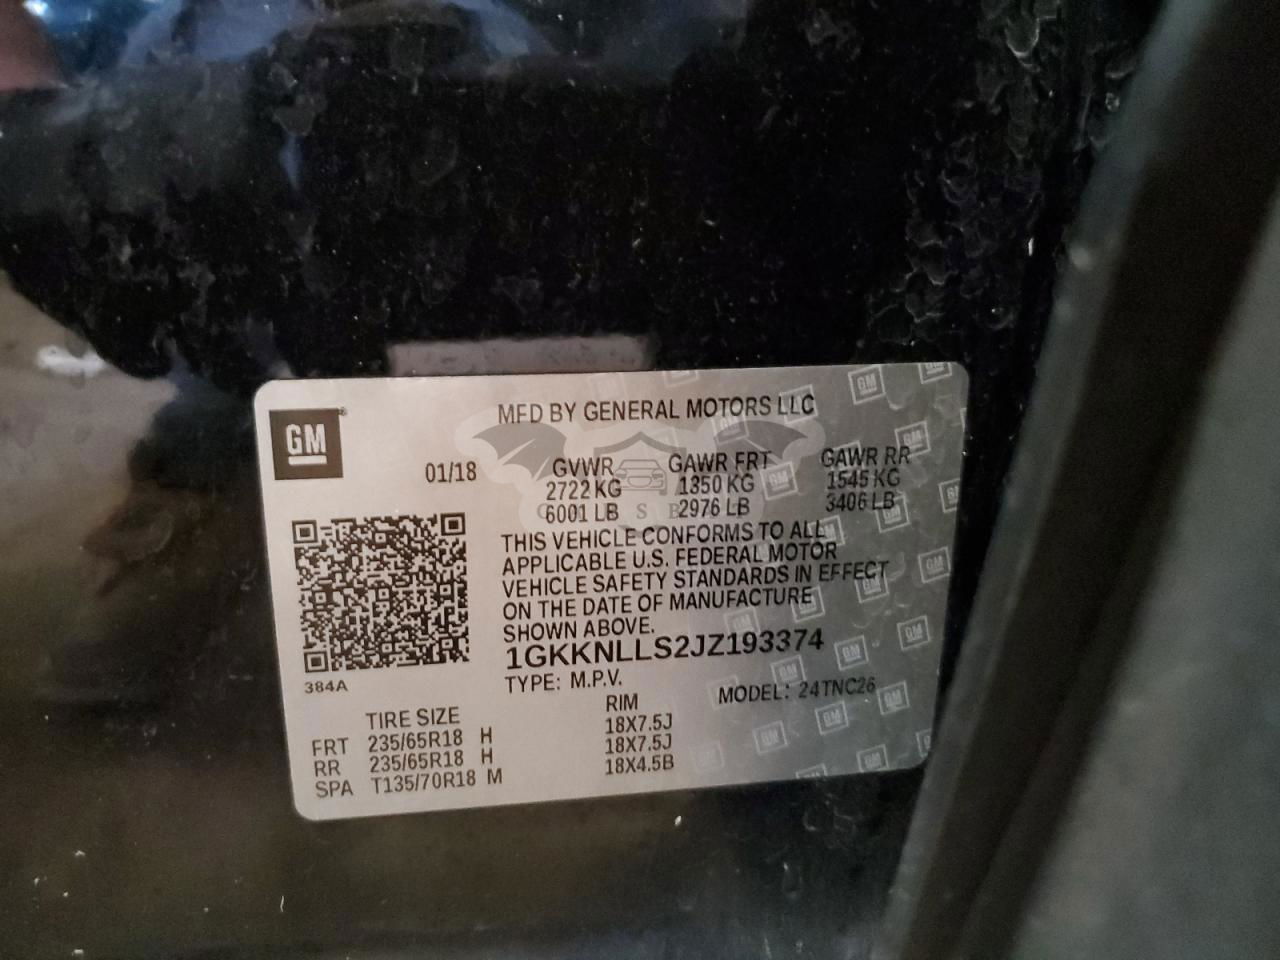 GM
MFD BY GENERAL MOTORS LLC
01/18
GVWR GAWR FRT GAWR RR
2722 KG 1350 KG 1545 KG
6001 LB 2976 LB 3406 LB
THIS VEHICLE CONFORMS TO ALL
APPLICABLE U.S. FEDERAL MOTOR
VEHICLE SAFETY STANDARDS IN EFFECT
ON THE DATE OF MANUFACTURE
SHOWN ABOVE.
1GKKNLLS2JZ193374
TYPE: M.P.V. MODEL: 24TNC26
384A
TIRE SIZE RIM
FRT 235/65R18 H 18X7.5J
RR 235/65R18 H 18X7.5J
SPA T135/70R18 M 18X4.5B